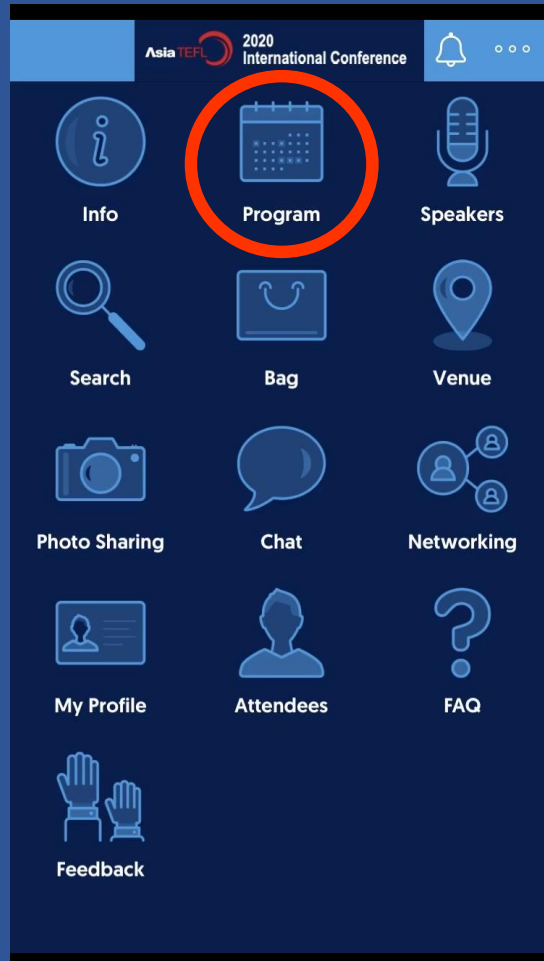 Asia TEFL
2020
International Conference
Info
Program
Speakers
Search
Bag
Venue
Photo Sharing
Chat
Networking
My Profile
Attendees
FAQ
Feedback